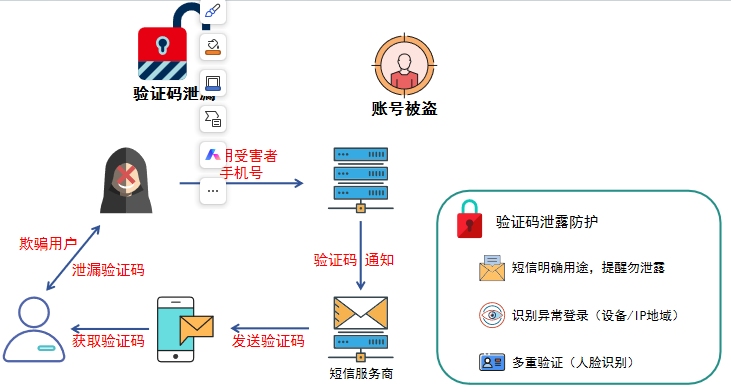 验证码泄漏
账号被盗
用受害者
手机号
欺骗用户
泄漏验证码
验证码 通知
获取验证码
发送验证码
短信服务商
验证码泄露防护
短信明确用途，提醒勿泄露
识别异常登录（设备/IP地域）
多重验证（人脸识别）